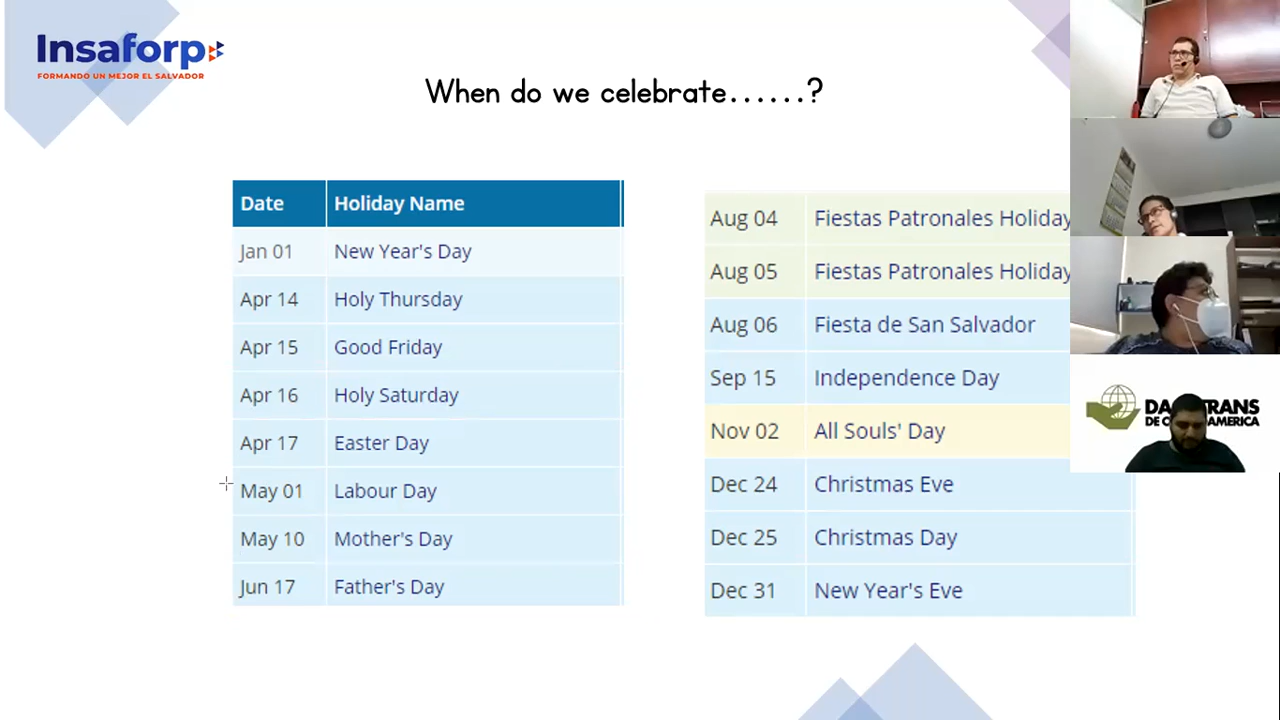 Insaforp
FORMANDO UN MEJOR EL SALVADOR
When do we celebrate......?
Date Holiday Name
Jan 01 New Year's Day
Apr 14 Holy Thursday
Apr 15 Good Friday
Apr 16 Holy Saturday
Apr 17 Easter Day
May 01 Labour Day
May 10 Mother's Day
Jun 17 Father's Day
Aug 04 Fiestas Patronales Holiday
Aug 05 Fiestas Patronales Holiday
Aug 06 Fiesta de San Salvador
Sep 15 Independence Day
Nov 02 All Souls' Day
Dec 24 Christmas Eve
Dec 25 Christmas Day
Dec 31 New Year's Eve
DE